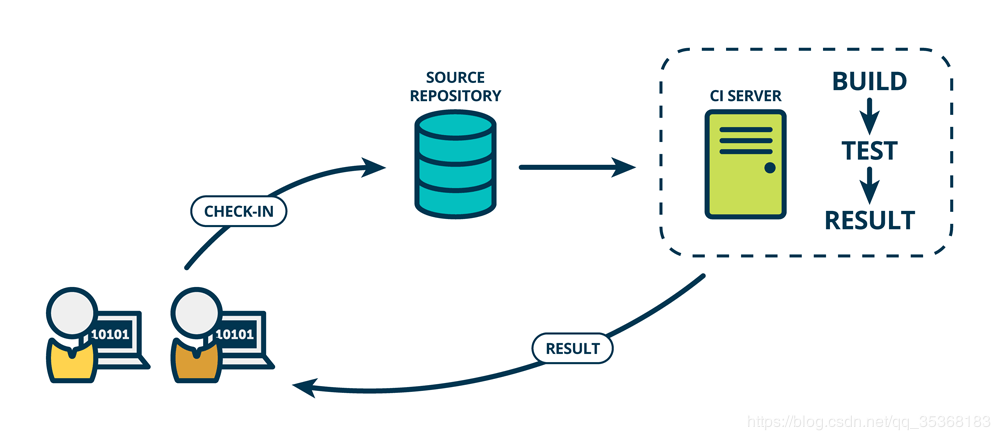 SOURCE
REPOSITORY
CI SERVER
BUILD
TEST
RESULT
CHECK-IN
10101
10101
RESULT
https://blog.csdn.net/qq_35368183